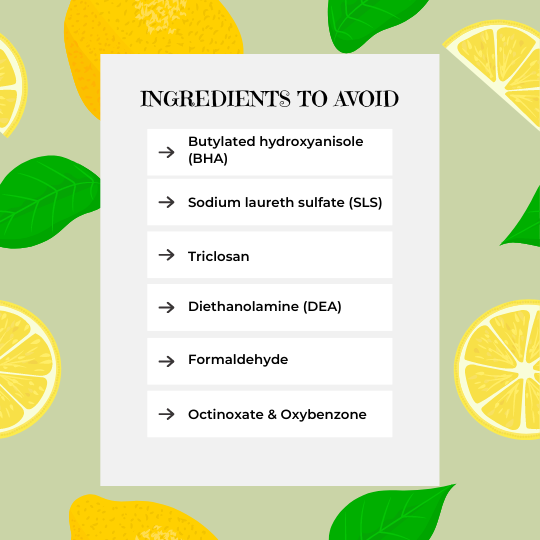 INGREDIENTS TO AVOID
Butylated hydroxyanisole
(BHA)
Sodium laureth sulfate (SLS)
Triclosan
Diethanolamine (DEA)
Formaldehyde
Octinoxate & Oxybenzone